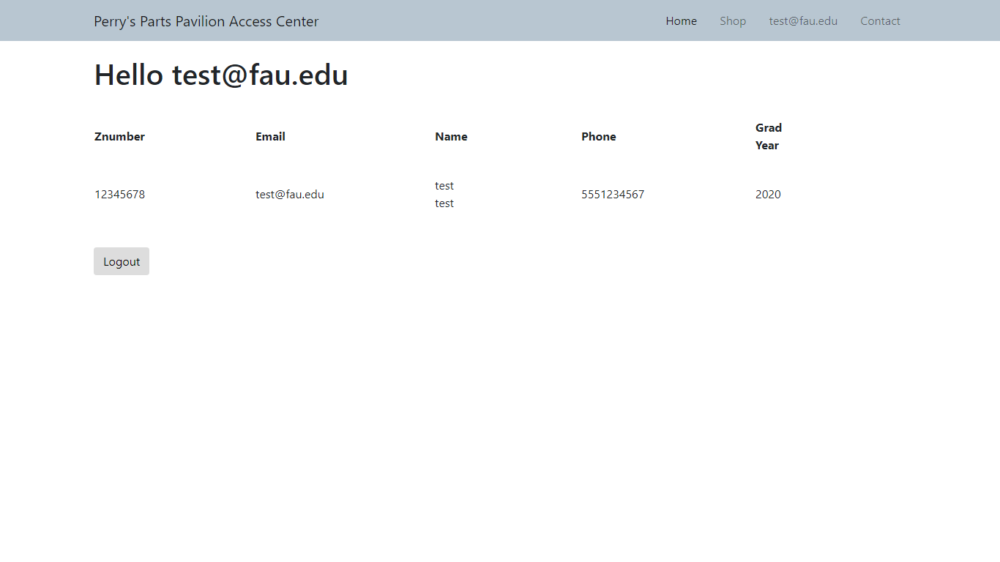 Perry's Parts Pavilion Access Center Home Shop test@fau.edu Contact
Hello test@fau.edu
Znumber Email Name Phone Grad Year
12345678 test@fau.edu test test 5551234567 2020
Logout